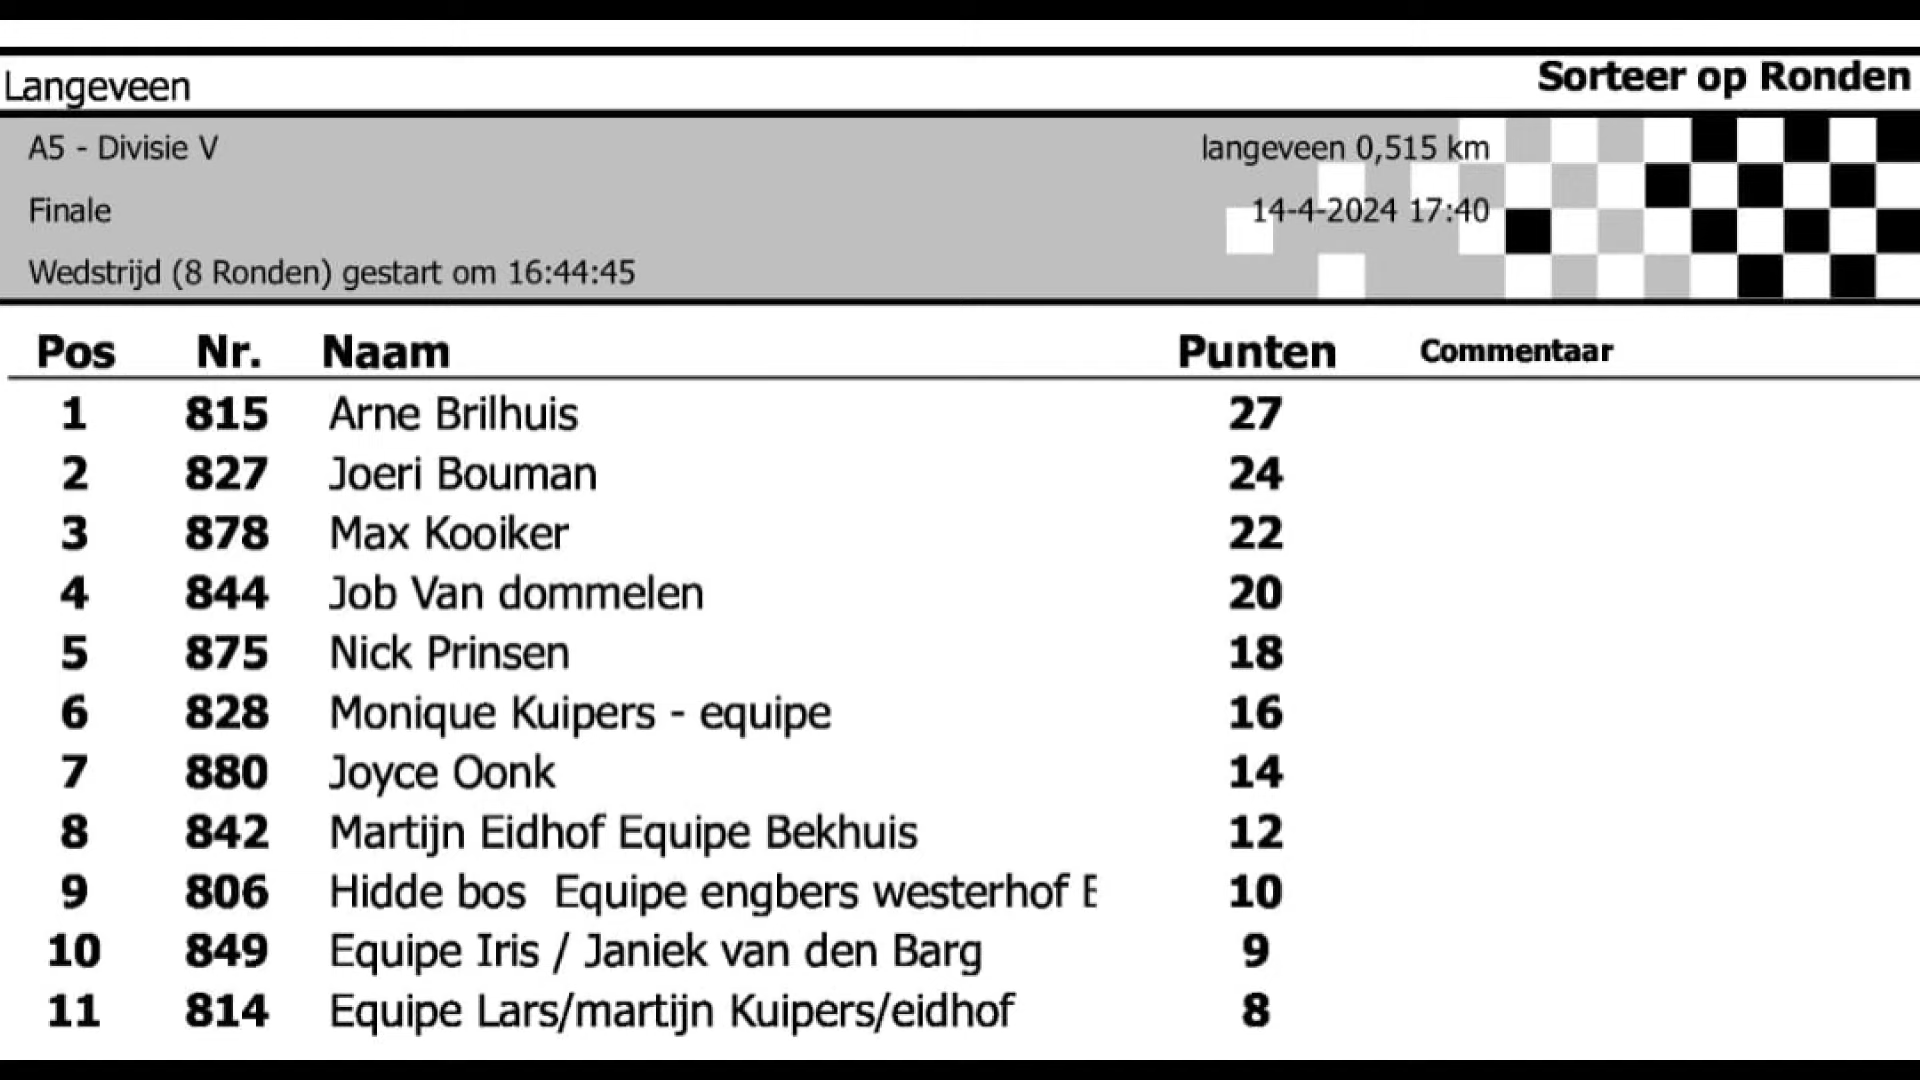 Langeveen Sorteer op Ronden
A5 - Divisie V langeveen 0,515 km
Finale 14-4-2024 17:40
Wedstrijd (8 Ronden) gestart om 16:44:45
Pos Nr. Naam Punten Commentaar
1 815 Arne Brilhuis 27
2 827 Joeri Bouman 24
3 878 Max Kooiker 22
4 844 Job Van dommelen 20
5 875 Nick Prinsen 18
6 828 Monique Kuipers - equipe 16
7 880 Joyce Oonk 14
8 842 Martijn Eidhof Equipe Bekhuis 12
9 806 Hidde bos Equipe engbers westerhof 10
10 849 Equipe Iris / Janiek van den Barg 9
11 814 Equipe Lars/martijn Kuipers/eidhof 8